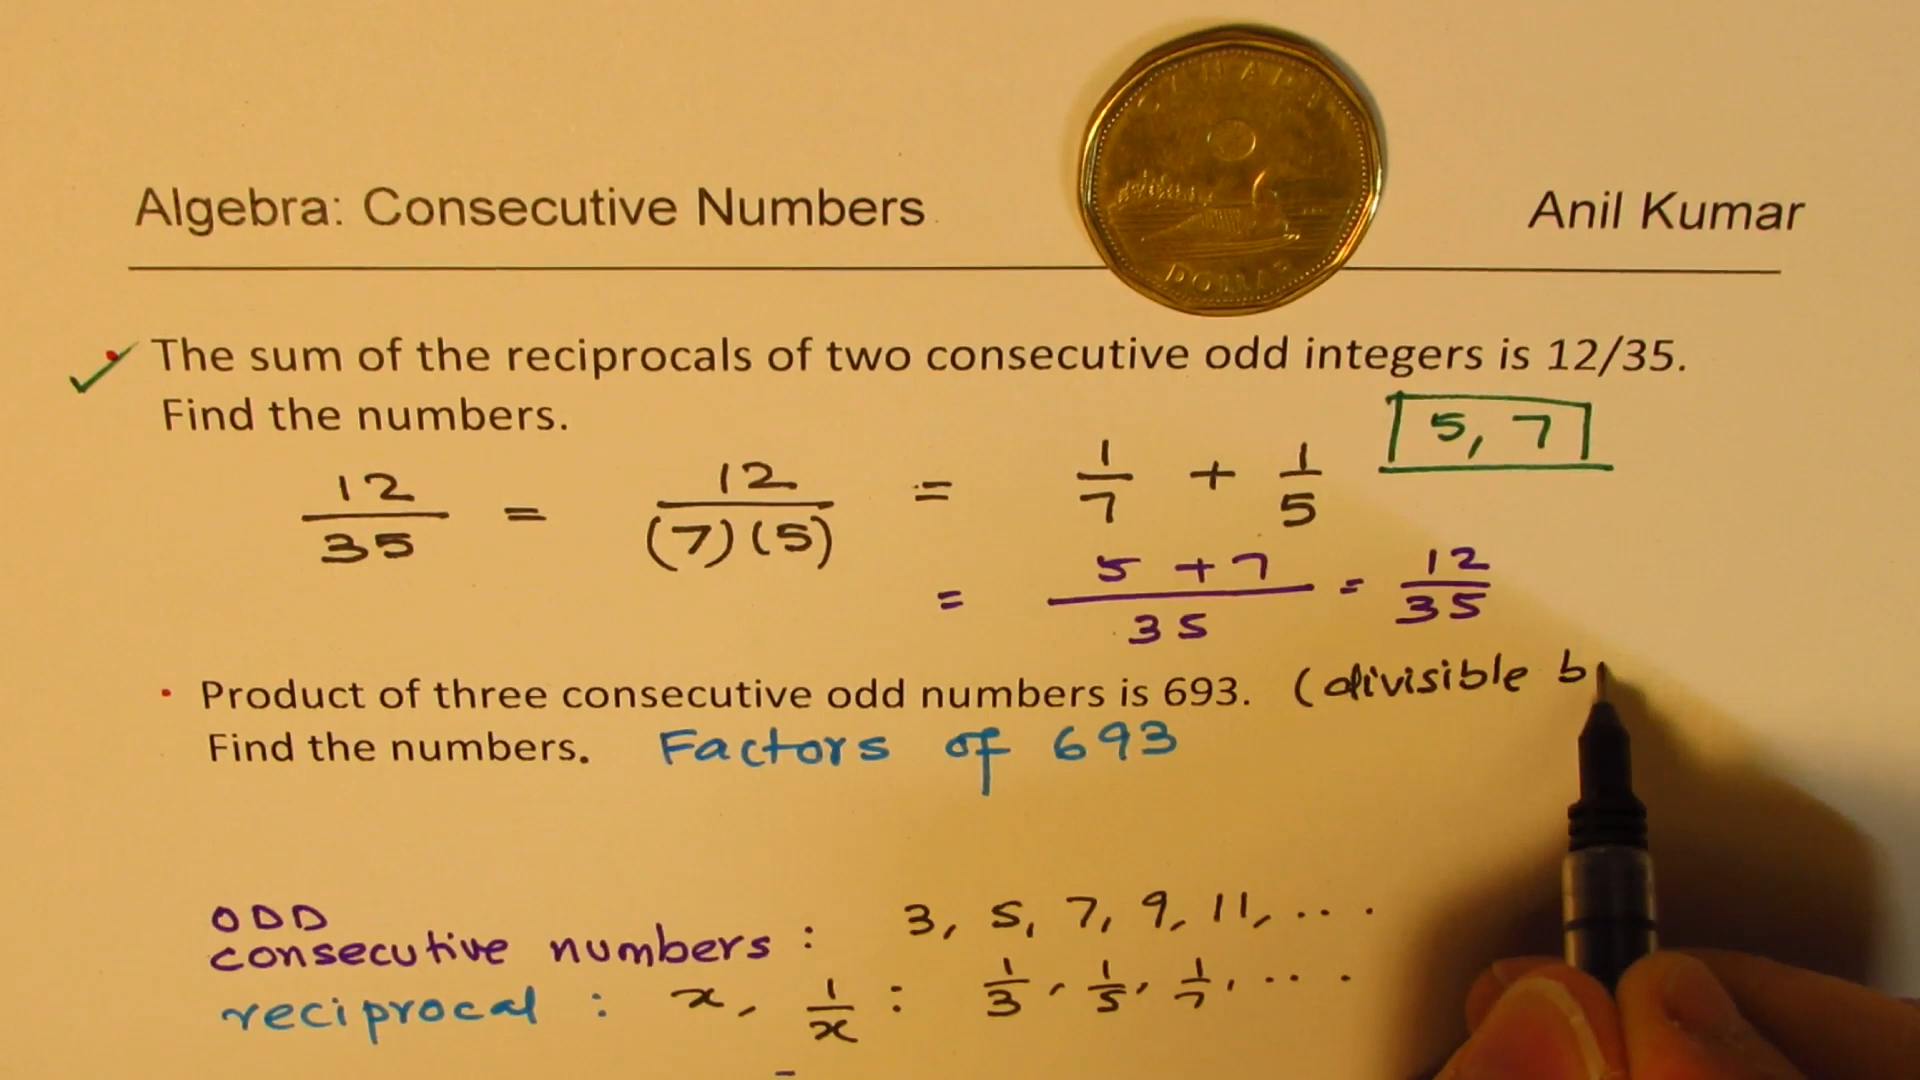 CANADA
DOLLAR
Algebra: Consecutive Numbers
Anil Kumar
The sum of the reciprocals of two consecutive odd integers is 12/35.
Find the numbers.
5, 7
12/35 = 12/(7)(5) = 1/7 + 1/5
= 5 + 7/35 = 12/35
• Product of three consecutive odd numbers is 693. (divisible b
Find the numbers. Factors of 693
ODD
consecutive numbers : 3, 5, 7, 9, 11, ...
reciprocal : x, 1/x : 1/3, 1/5, 1/7, ...